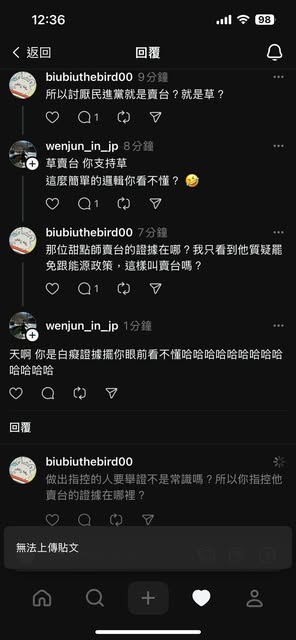 12:36
98
返回
回覆
biubiuthebird00 9分鐘
所以討厭民進黨就是賣台？就是草？
1
wenjun_in_jp 8分鐘
草賣台 你支持草
這麼簡單的邏輯你看不懂？🤣
1
biubiuthebird00 7分鐘
那位甜點師賣台的證據在哪？我只看到他質疑罷
免跟能源政策，這樣叫賣台嗎？
1
wenjun_in_jp 1分鐘
天啊 你是白癡證據擺你眼前看不懂哈哈哈哈哈哈哈哈哈
哈哈哈哈
回覆
biubiuthebird00
做出指控的人要舉證不是常識嗎？所以你指控他
賣台的證據在哪裡？
無法上傳貼文